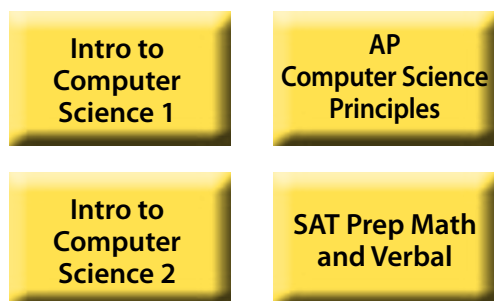 Intro to
Computer
Science 1
AP
Computer Science
Principles
Intro to
Computer
Science 2
SAT Prep Math
and Verbal